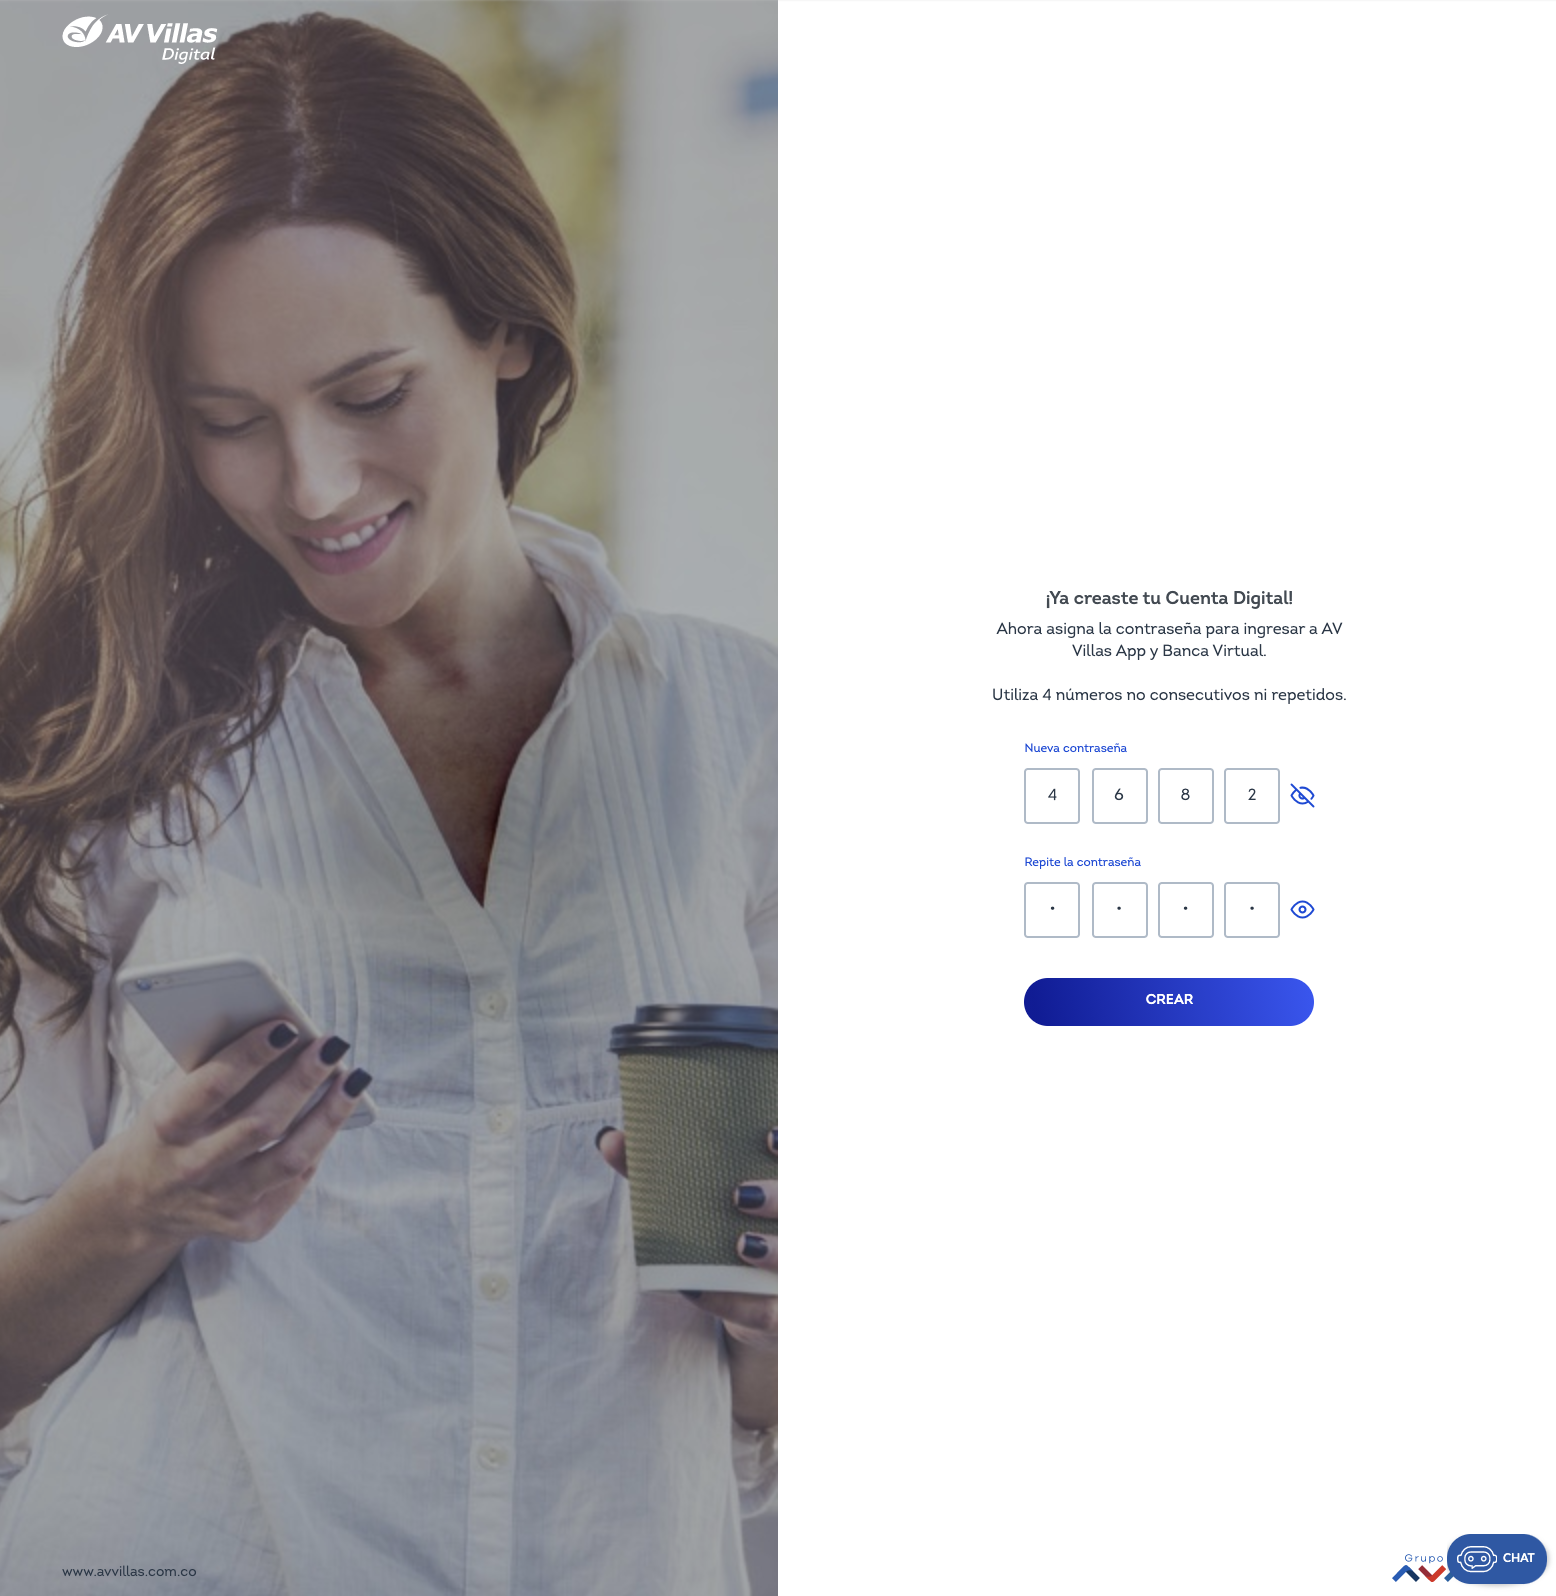 AV Villas
Digital
¡Ya creaste tu Cuenta Digital!
Ahora asigna la contraseña para ingresar a AV
Villas App y Banca Virtual.
Utiliza 4 números no consecutivos ni repetidos.
Nueva contraseña
4 6 8 2
Repite la contraseña
CREAR
www.avvillas.com.co
Grupo
CHAT